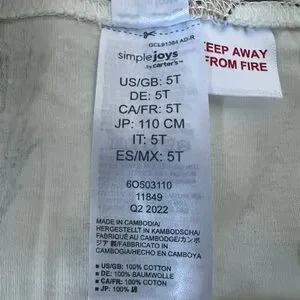 GCL91384 AD-R
simple joys
by carter's™
US/GB: 5T
DE: 5T
CA/FR: 5T
JP: 110 CM
IT: 5T
ES/MX: 5T
6O503110
11849
Q2 2022
MADE IN CAMBODIA/
HERGESTELLT IN KAMBODSCHA/
FABRIQUÉ AU CAMBODGE/カンボ
ジア製/FABBRICATO IN
CAMBOGIA/HECHO EN CAMBOYA
US/GB: 100% COTTON
DE: 100% BAUMWOLLE
CA/FR: 100% COTON
JP: 100% 綿
KEEP AWAY
FROM FIRE